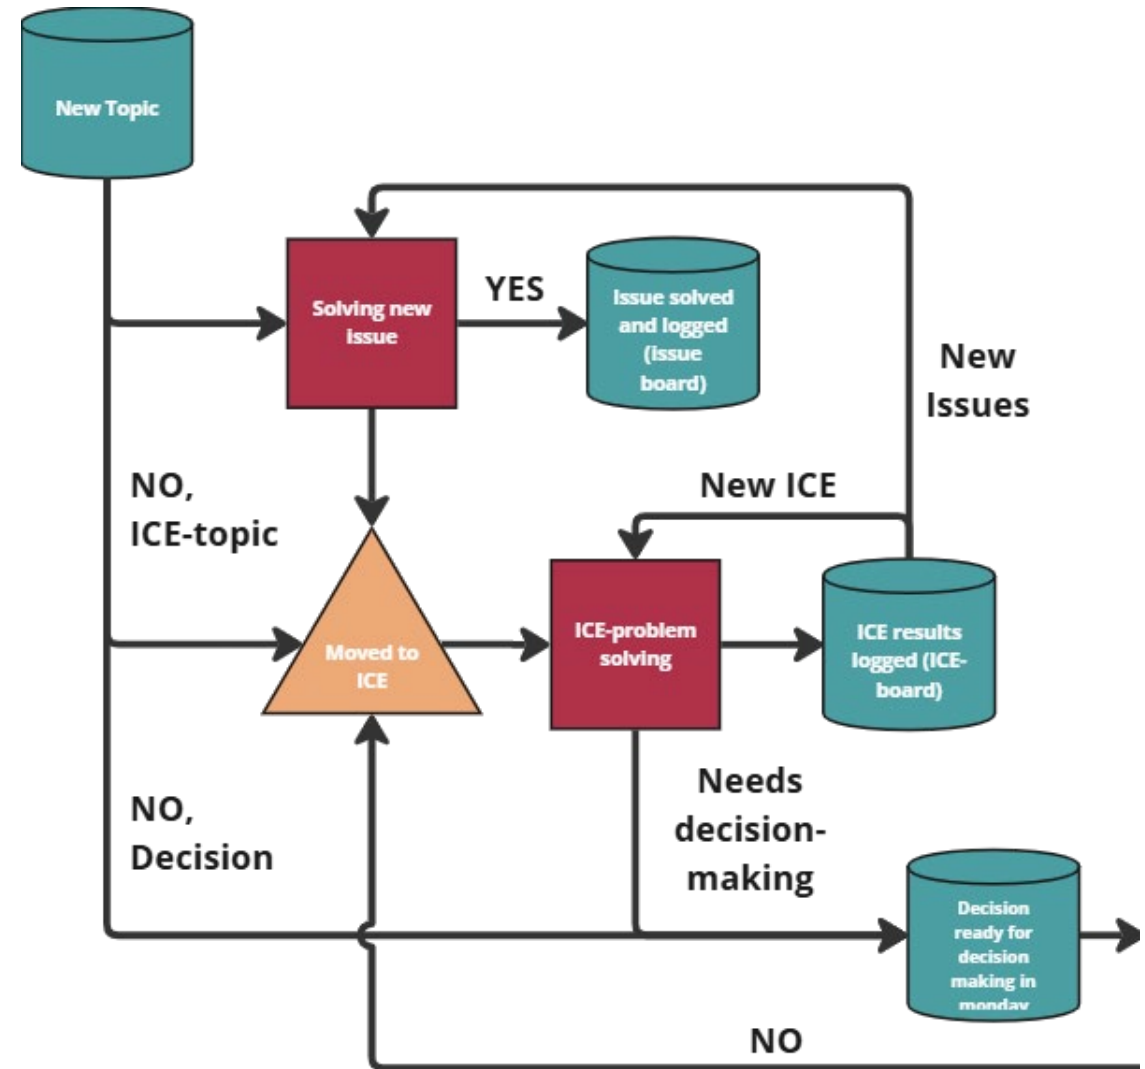 New Topic
YES
Solving new
issue
Issue solved
and logged
(issue
board)
New
Issues
NO,
ICE-topic
New ICE
Moved to
ICE
ICE-problem
solving
ICE results
logged (ICE-
board)
NO,
Decision
Needs
decision-
making
Decision
ready for
decision
making in
monday
NO